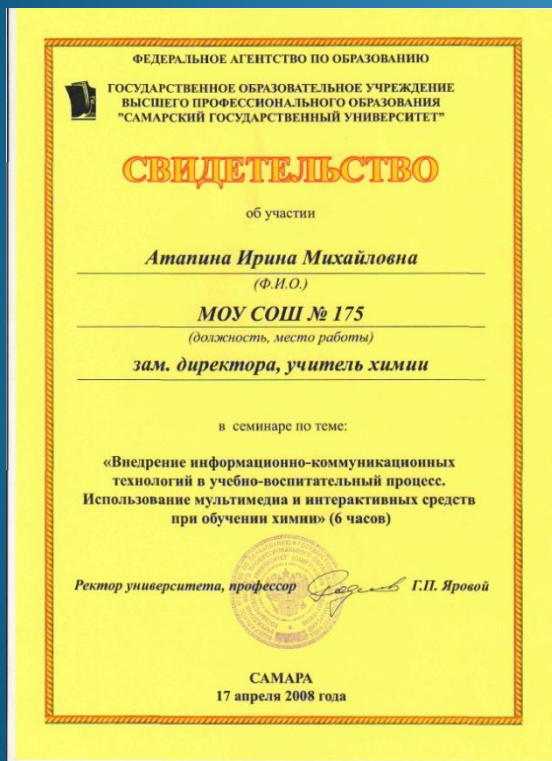 ФЕДЕРАЛЬНОЕ АГЕНТСТВО ПО ОБРАЗОВАНИЮ
ГОСУДАРСТВЕННОЕ ОБРАЗОВАТЕЛЬНОЕ УЧРЕЖДЕНИЕ
ВЫСШЕГО ПРОФЕССИОНАЛЬНОГО ОБРАЗОВАНИЯ
"САМАРСКИЙ ГОСУДАРСТВЕННЫЙ УНИВЕРСИТЕТ"
СВИДЕТЕЛЬСТВО
об участии
Атапина Ирина Михайловна
(Ф.И.О.)
МОУ СОШ № 175
(должность, место работы)
зам. директора, учитель химии
в семинаре по теме:
«Внедрение информационно-коммуникационных
технологий в учебно-воспитательный процесс.
Использование мультимедиа и интерактивных средств
при обучении химии» (6 часов)
Ректор университета, профессор Г.П. Яровой
САМАРА
17 апреля 2008 года